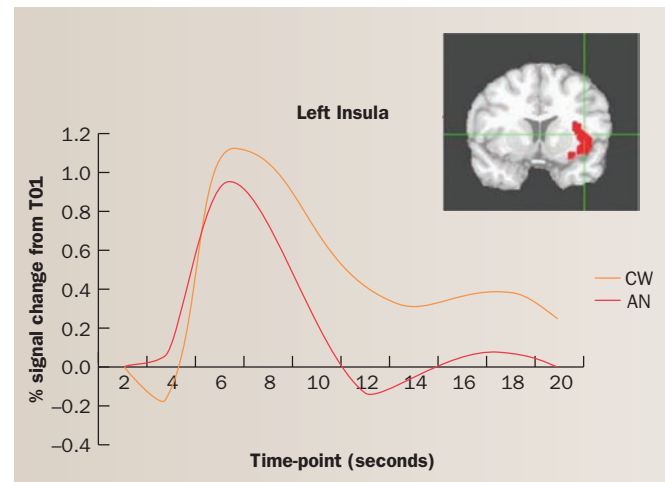 Left Insula
1.2
1.0
0.8
0.6
0.4
0.2
0.0
−0.2
−0.4
% signal change from T01
2 4 6 8 10 12 14 16 18 20
Time-point (seconds)
CW
AN